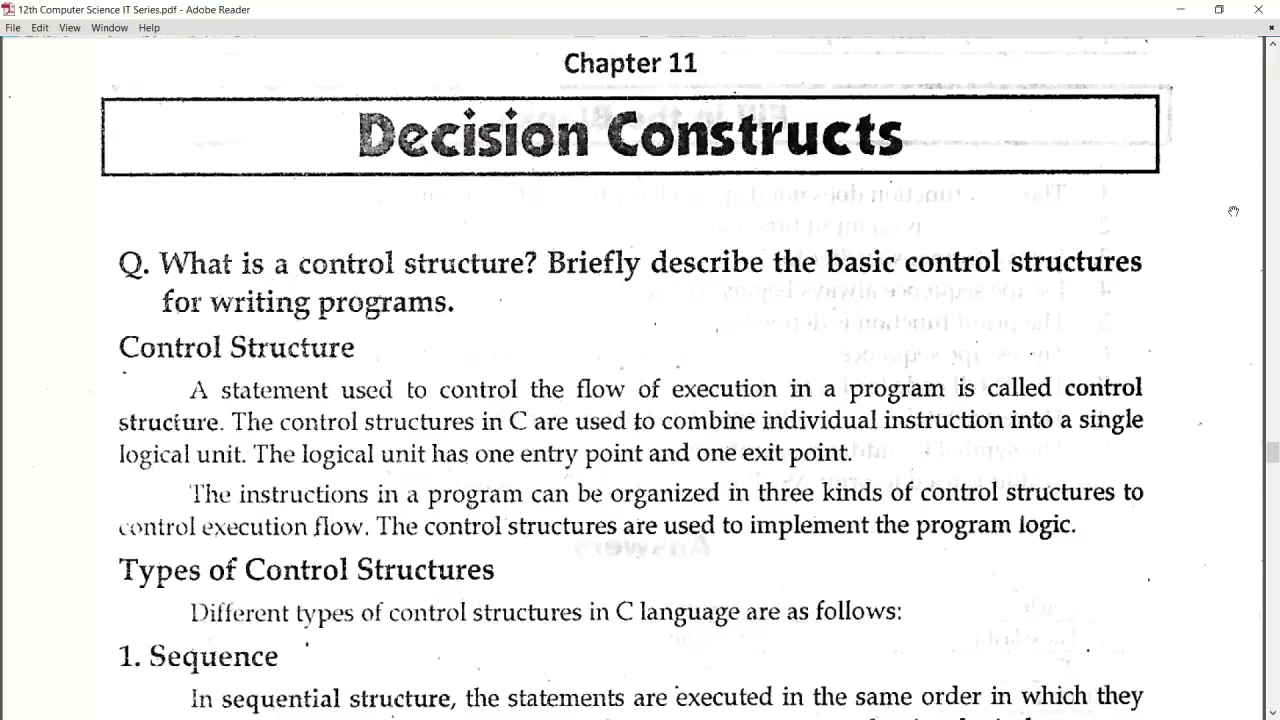 12th Computer Science IT Series.pdf - Adobe Reader
File Edit View Window Help
Chapter 11
Decision Constructs
Q. What is a control structure? Briefly describe the basic control structures
for writing programs.
Control Structure
A statement used to control the flow of execution in a program is called control
structure. The control structures in C are used to combine individual instruction into a single
logical unit. The logical unit has one entry point and one exit point.
The instructions in a program can be organized in three kinds of control structures to
control execution flow. The control structures are used to implement the program logic.
Types of Control Structures
Different types of control structures in C language are as follows:
1. Sequence
In sequential structure, the statements are executed in the same order in which they